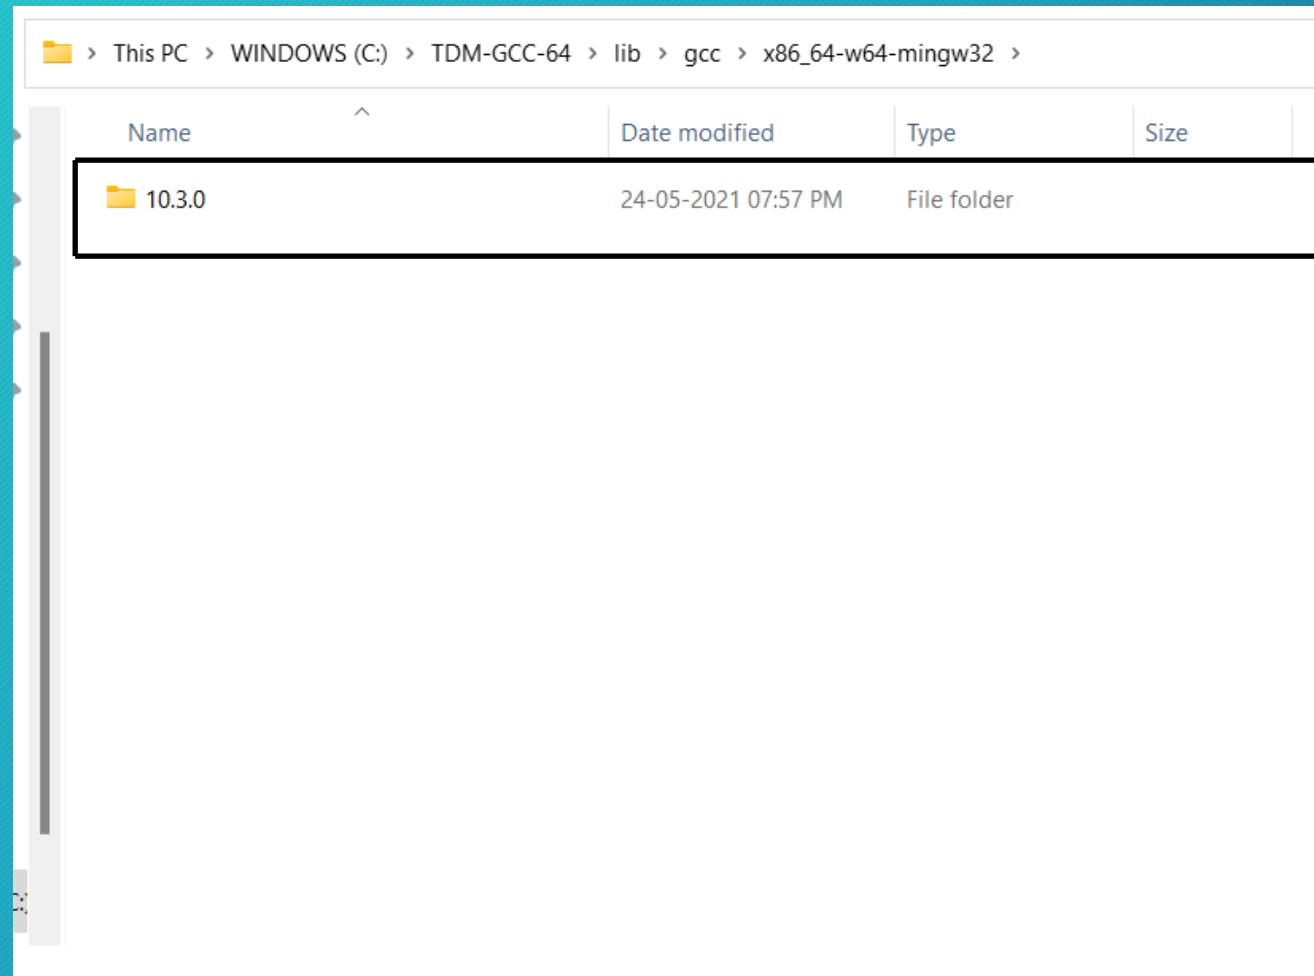 This PC > WINDOWS (C:) > TDM-GCC-64 > lib > gcc > x86_64-w64-mingw32 >
Name Date modified Type Size
10.3.0 24-05-2021 07:57 PM File folder
C:)